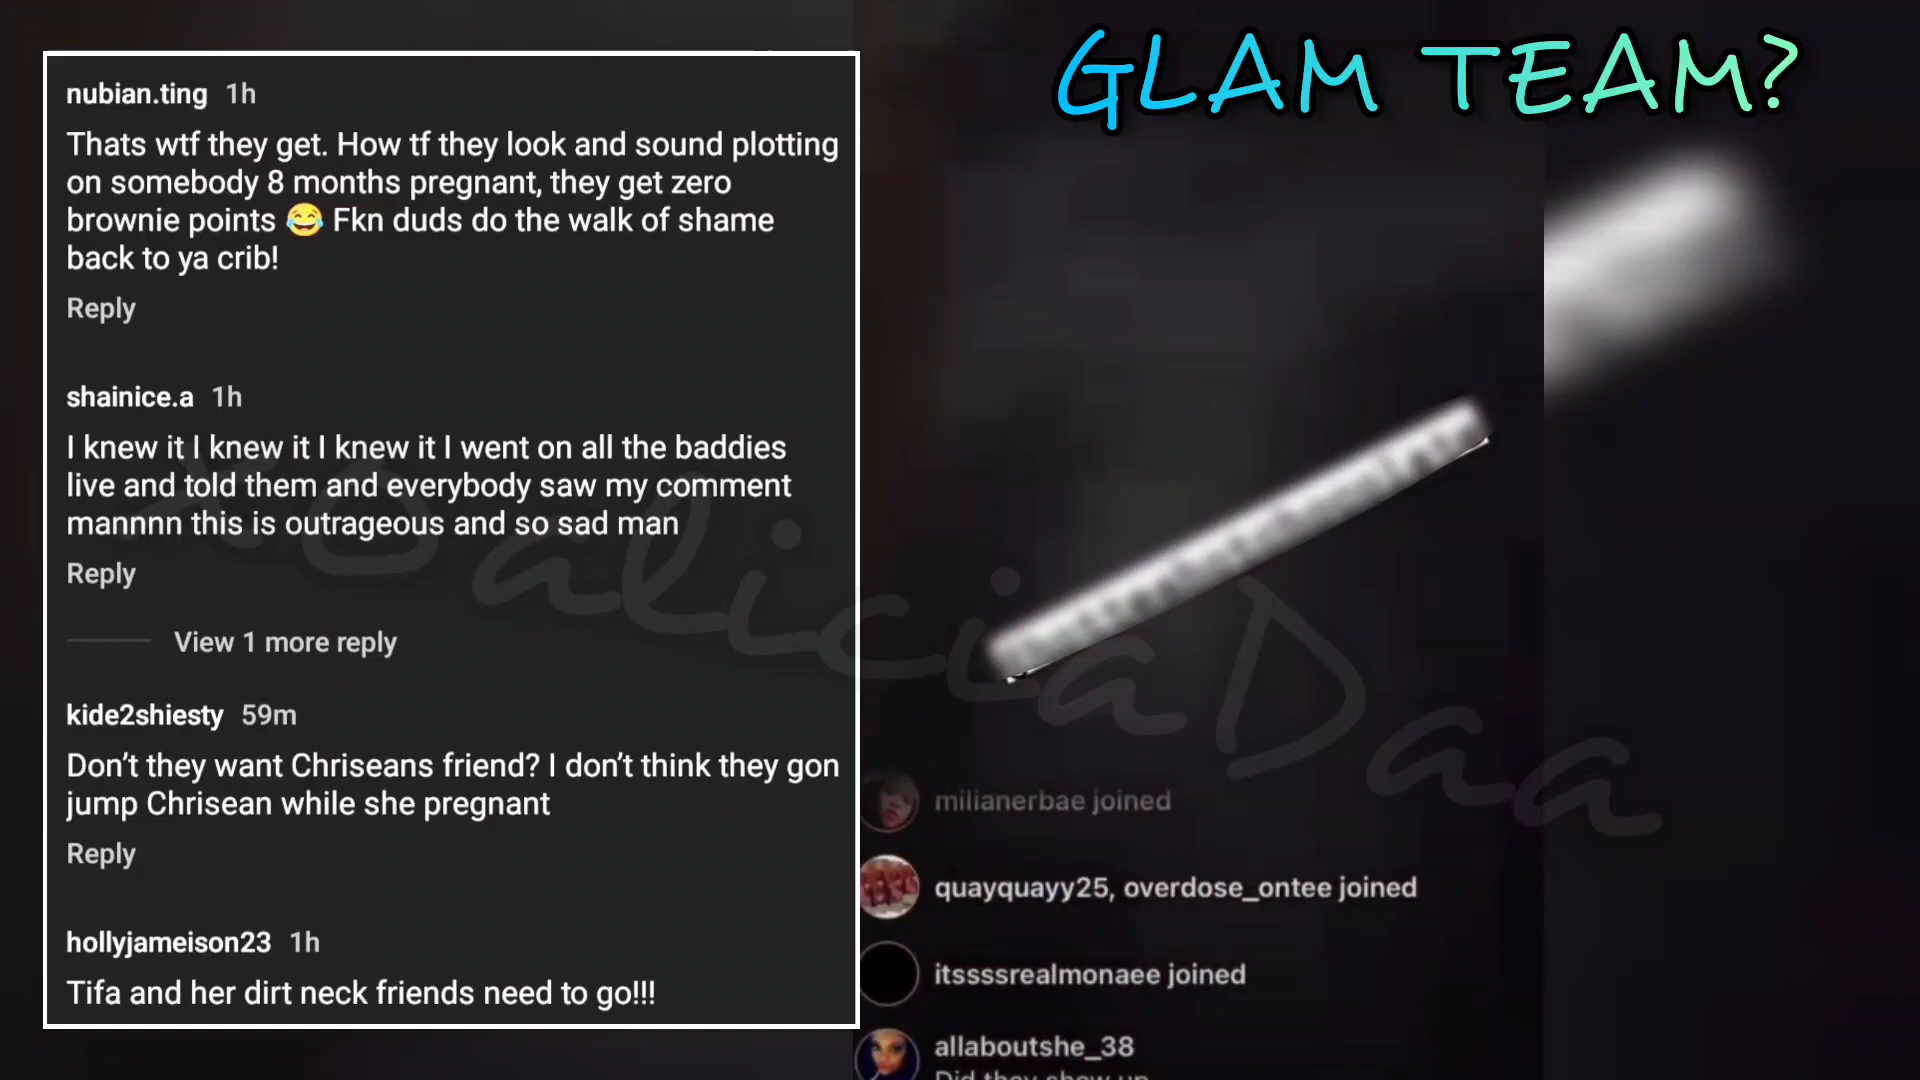 GLAM TEAM?
nubian.ting 1h
Thats wtf they get. How tf they look and sound plotting
on somebody 8 months pregnant, they get zero
brownie points 😂 Fkn duds do the walk of shame
back to ya crib!
Reply
shainice.a 1h
I knew it I knew it I knew it I went on all the baddies
live and told them and everybody saw my comment
mannnn this is outrageous and so sad man
Reply
View 1 more reply
kide2shiesty 59m
Don’t they want Chriseans friend? I don’t think they gon
jump Chrisean while she pregnant
Reply
hollyjameison23 1h
Tifa and her dirt neck friends need to go!!!
xoaliciaDaa
milianerbae joined
quayquayy25, overdose_ontee joined
itssssrealmonaee joined
allaboutshe_38
Did they show up